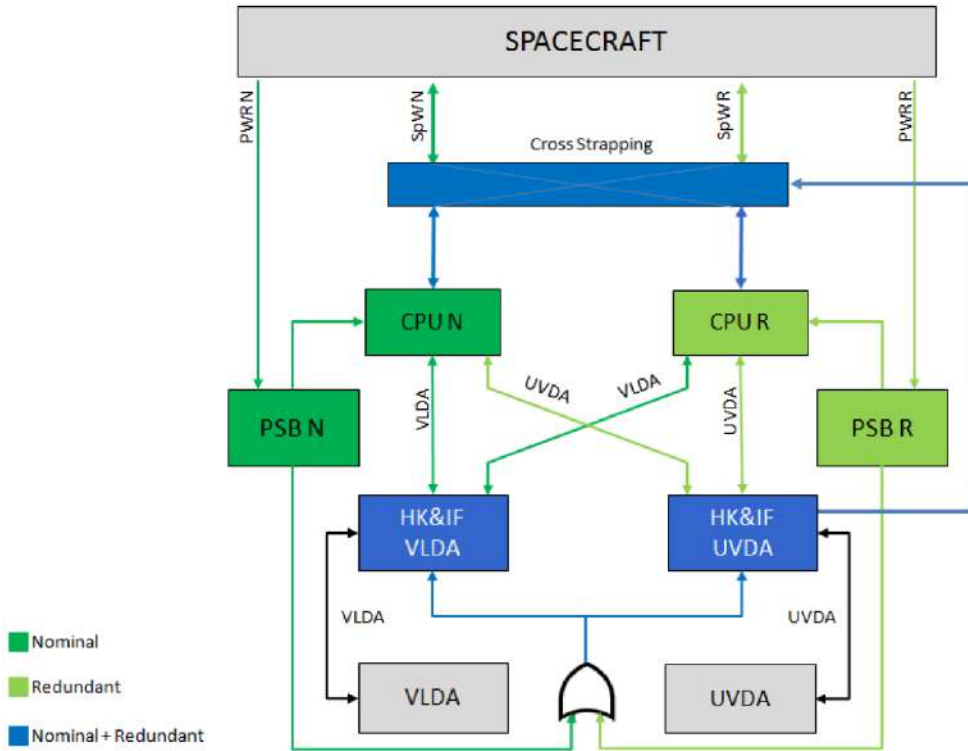 SPACECRAFT
PWR N
SpW N
SpW R
PWR R
Cross Strapping
CPU N
CPU R
VLDA
UVDA
VLDA
UVDA
PSB N
PSB R
HK&IF
VLDA
HK&IF
UVDA
VLDA
UVDA
Nominal
Redundant
Nominal + Redundant
VLDA
UVDA